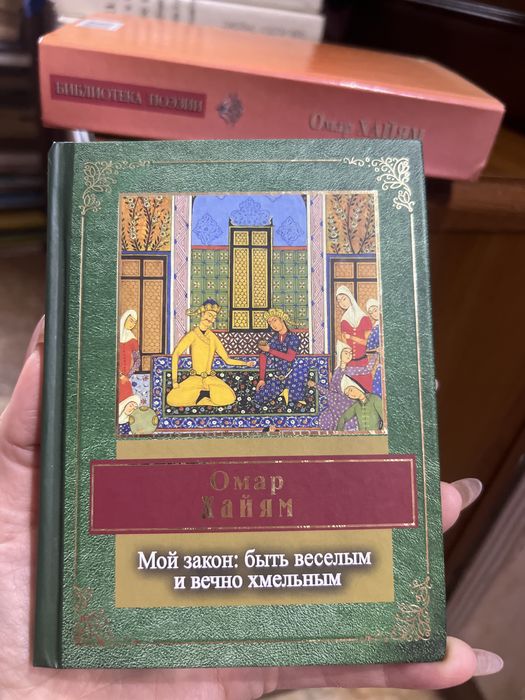 БИБЛИОТЕКА ПОЭЗИИ
Омар ХАЙЯМ
Омар
ХАЙЯМ
Мой закон: быть веселым
и вечно хмельным